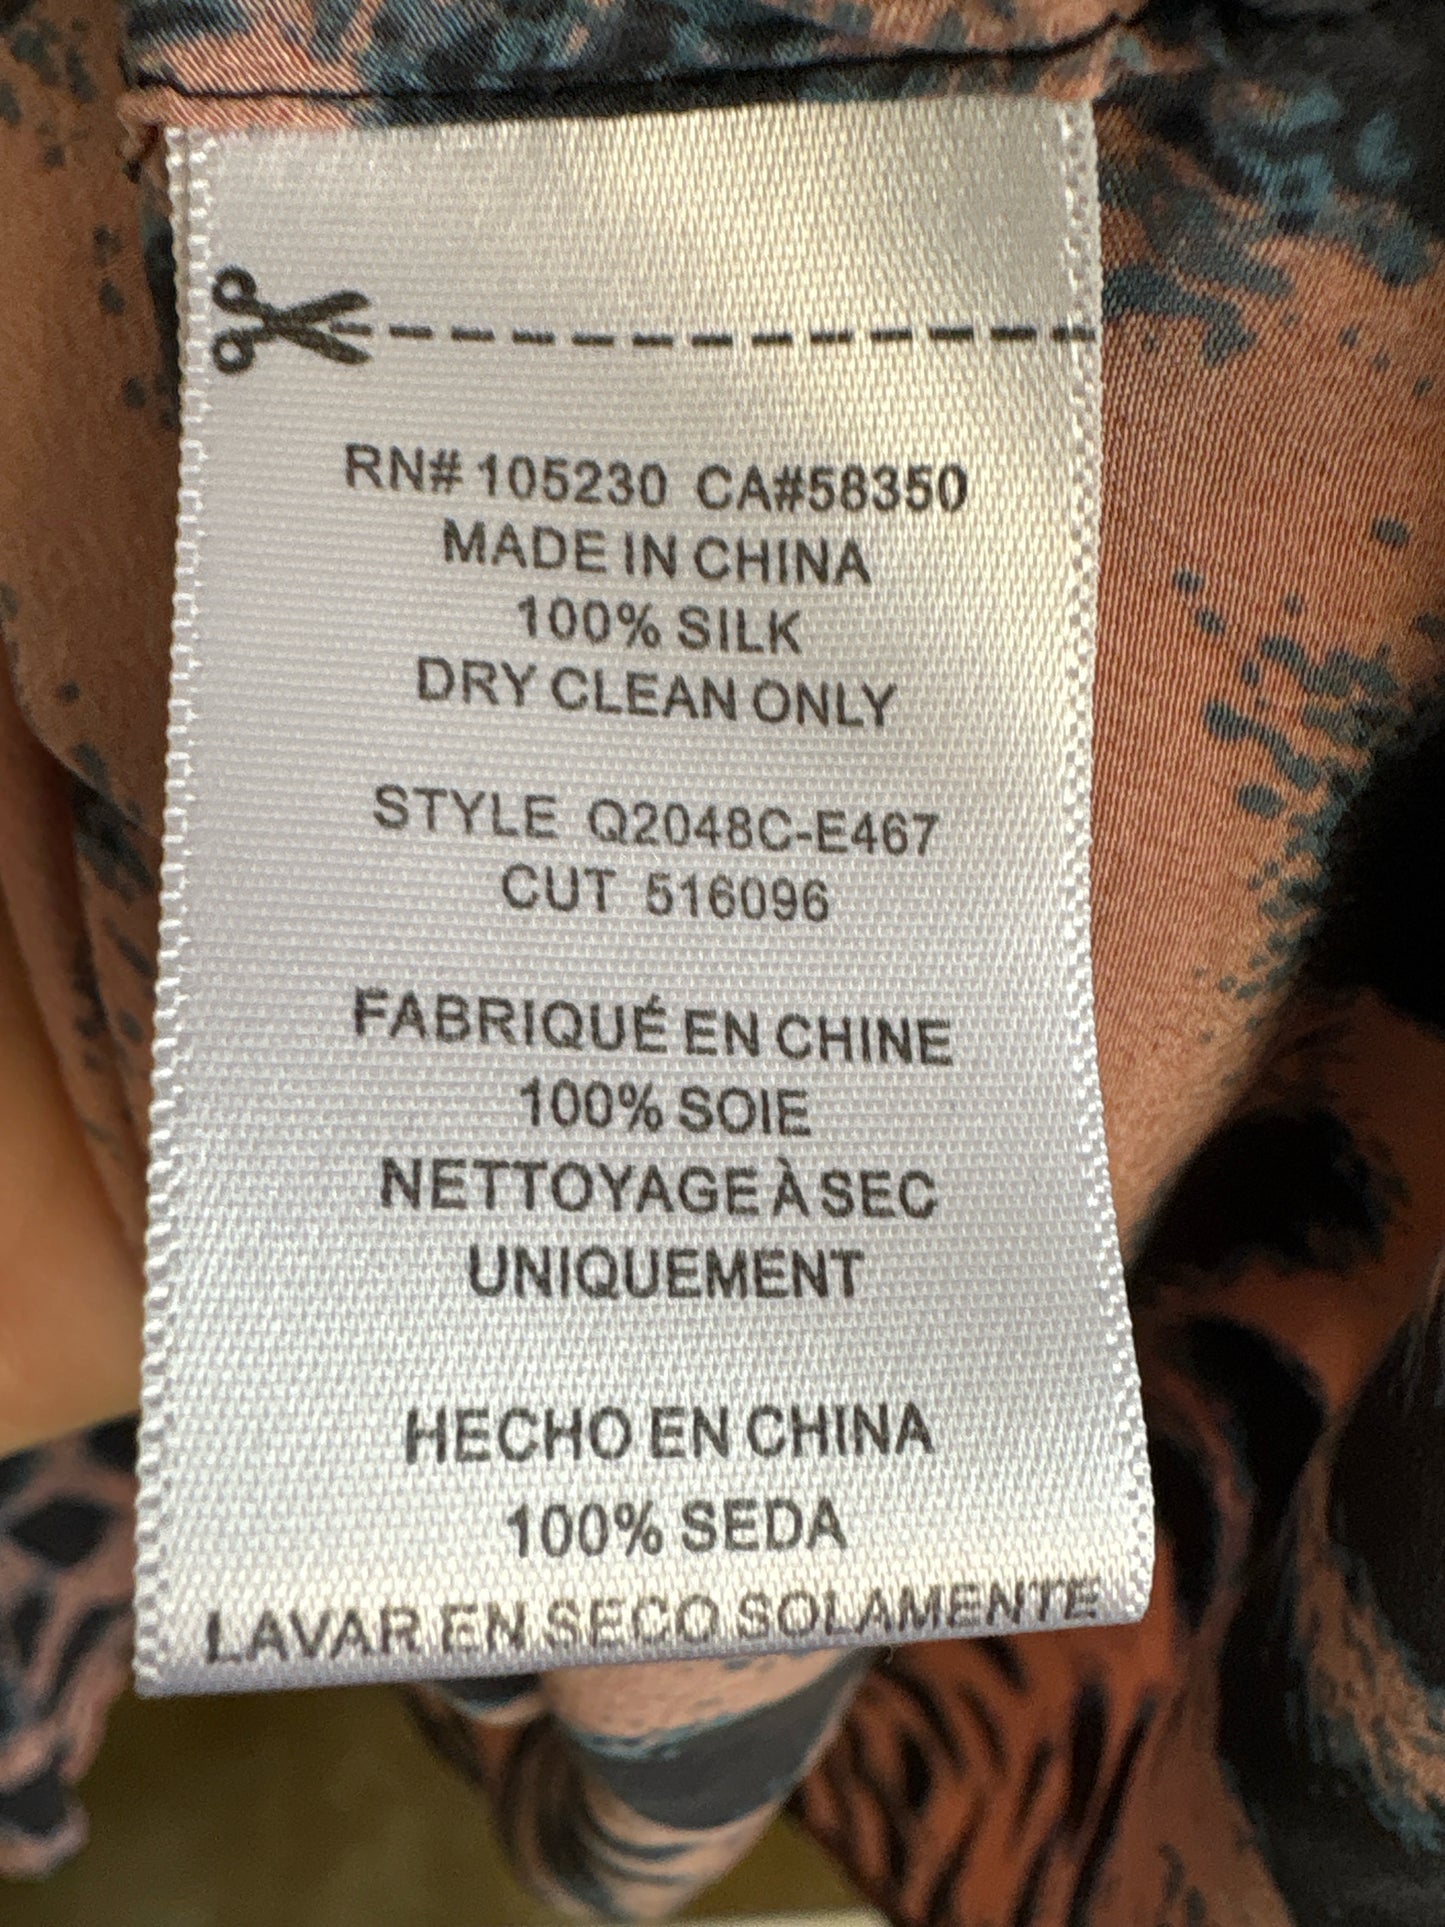 RN# 105230 CA#58350
MADE IN CHINA
100% SILK
DRY CLEAN ONLY
STYLE Q2048C-E467
CUT 516096
FABRIQUÉ EN CHINE
100% SOIE
NETTOYAGE À SEC
UNIQUEMENT
HECHO EN CHINA
100% SEDA
LAVAR EN SECO SOLAMENTE